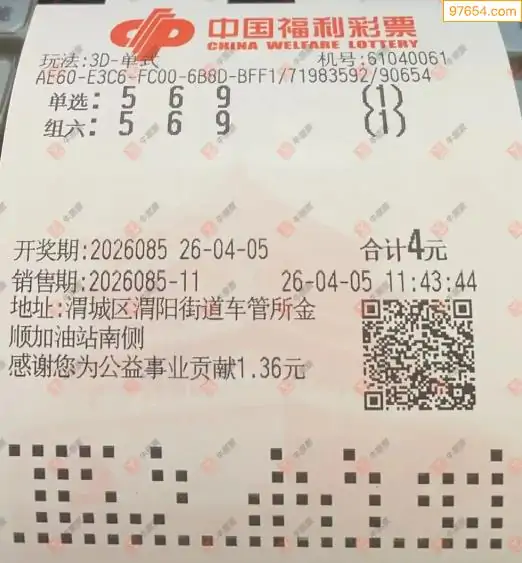 97654.com
中国福利彩票
CHINA WELFARE LOTTERY
玩法:3D-单式 机号:61040061
AE60-E3C6-FC00-6B8D-BFF1/71983592/90654
单选: 5 6 9 (1)
组六: 5 6 9 (1)
开奖期:2026085 26-04-05 合计4元
销售期:2026085-11 26-04-05 11:43:44
地址:渭城区渭阳街道车管所金
顺加油站南侧
感谢您为公益事业贡献1.36元